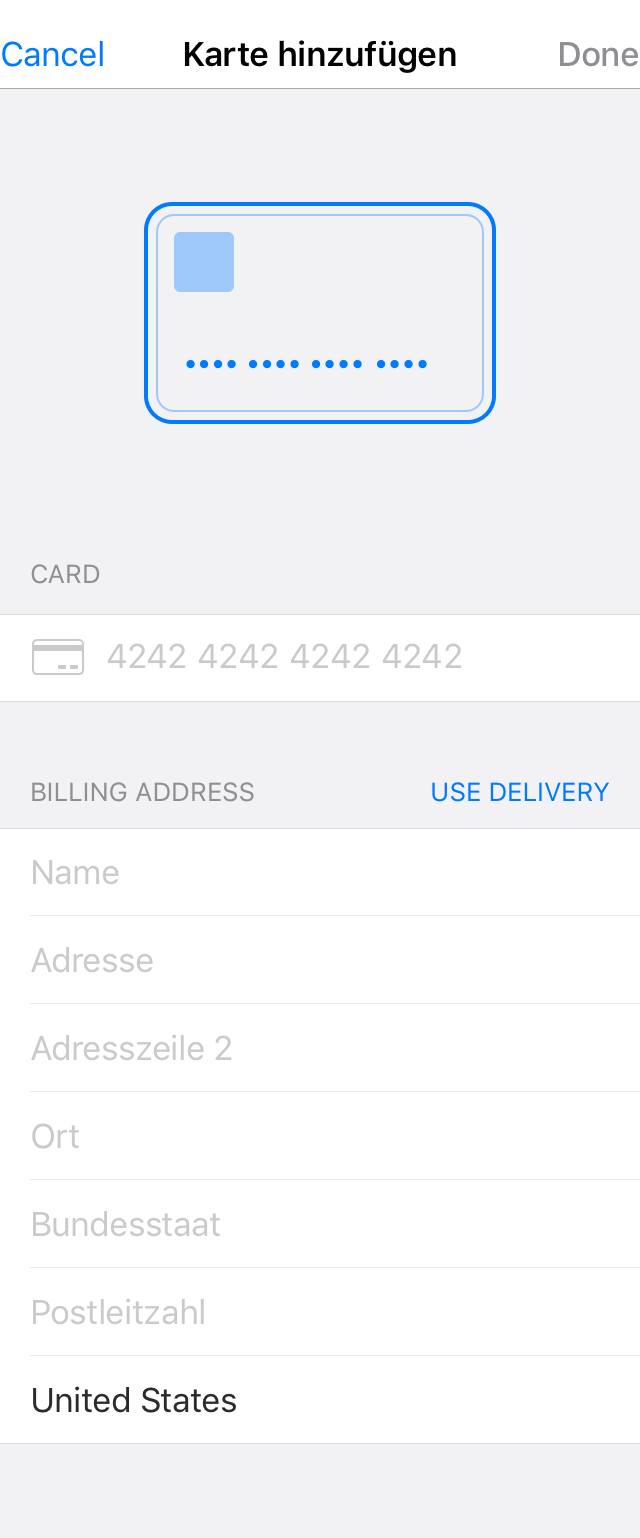 Cancel Karte hinzufügen Done
CARD
4242 4242 4242 4242
BILLING ADDRESS USE DELIVERY
Name
Adresse
Adresszeile 2
Ort
Bundesstaat
Postleitzahl
United States